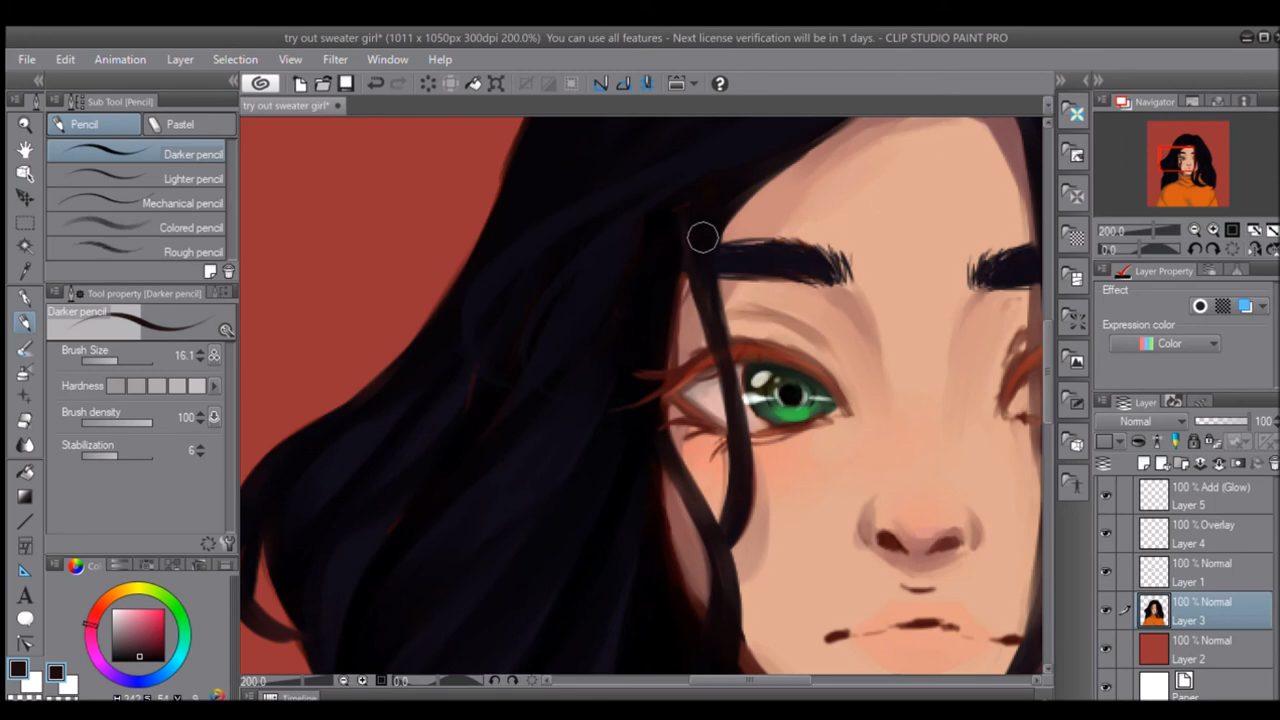 try out sweater girl* (1011 x 1050px 300dpi 200.0%) You can use all features - Next license verification will be in 1 days. - CLIP STUDIO PAINT PRO
File Edit Animation Layer Selection View Filter Window Help
Sub Tool [Pencil]
Pencil Pastel
Darker pencil
Lighter pencil
Mechanical pencil
Colored pencil
Rough pencil
Tool property [Darker pencil]
Darker pencil
Brush Size 16.1
Hardness
Brush density 100
Stabilization 6
Co
try out sweater girl*
200.0 0.0
Timeline
Navigator
200.0
0.0
Layer Property
Effect
Expression color
Color
Layer
Normal 100
100 % Add (Glow)
Layer 5
100 % Overlay
Layer 4
100 % Normal
Layer 1
100 % Normal
Layer 3
100 % Normal
Layer 2
Paper